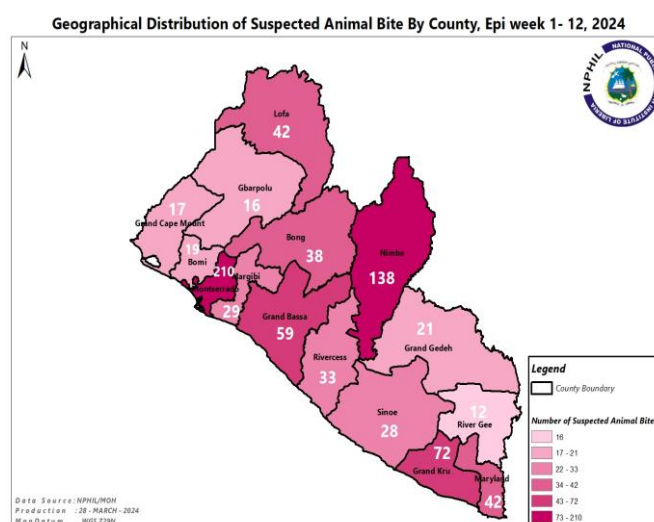 Geographical Distribution of Suspected Animal Bite By County, Epi week 1- 12, 2024
N
NPHIL
NATIONAL PUBLIC
INSTITUTE OF LIBERIA
Lofa
42
Gbarpolu
16
17
Grand Cape Mount
19
Bomi
210
Montserrado
Margibi
29
Bong
38
Nimba
138
Grand Bassa
59
Rivercess
33
21
Grand Gedeh
Sinoe
28
12
River Gee
72
Grand Kru
Maryland
42
Legend
County Boundary
Number of Suspected Animal Bite
16
17 - 21
22 - 33
34 - 42
43 - 72
73 - 210
Data Source: NPHIL/MOH
Production : 28 - MARCH - 2024
MapDatum : WGS Z29N